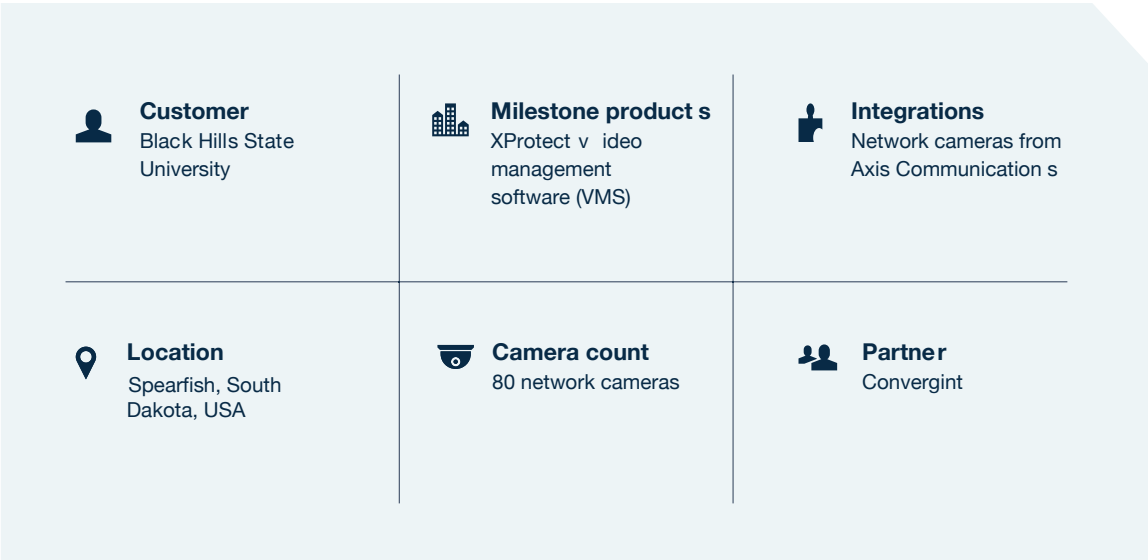 Customer
Black Hills State
University
Milestone product s
XProtect v ideo
management
software (VMS)
Integrations
Network cameras from
Axis Communication s
Location
Spearfish, South
Dakota, USA
Camera count
80 network cameras
Partner
Convergint